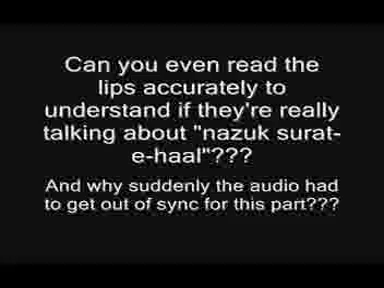 Can you even read the
lips accurately to
understand if they're really
talking about "nazuk surat-
e-haal"???
And why suddenly the audio had
to get out of sync for this part???